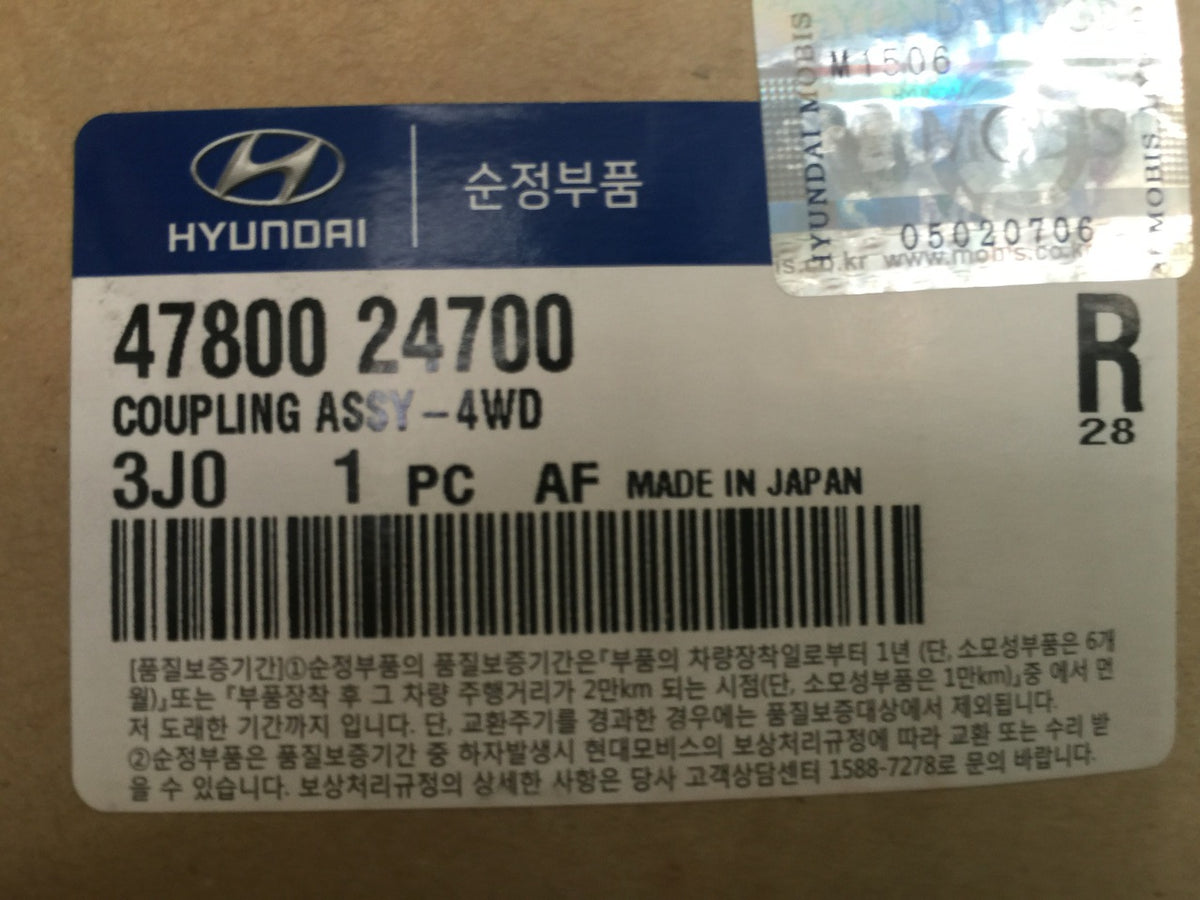 M1506
HYUNDAI MOBIS
MOBIS
05020706
is.co.kr www.mobis.co.kr
HYUNDAI
순정부품
47800 24700
R
28
COUPLING ASSY-4WD
3J0 1 PC AF MADE IN JAPAN
[품질보증기간]①순정부품의 품질보증기간은「부품의 차량장착일로부터 1년 (단, 소모성부품은 6개
월)」또는 「부품장착 후 그 차량 주행거리가 2만km 되는 시점(단, 소모성부품은 1만km)」중 에서 먼
저 도래한 기간까지 입니다. 단, 교환주기를 경과한 경우에는 품질보증대상에서 제외됩니다.
②순정부품은 품질보증기간 중 하자발생시 현대모비스의 보상처리규정에 따라 교환 또는 수리 받
을 수 있습니다. 보상처리규정의 상세한 사항은 당사 고객상담센터 1588-7278로 문의 바랍니다.